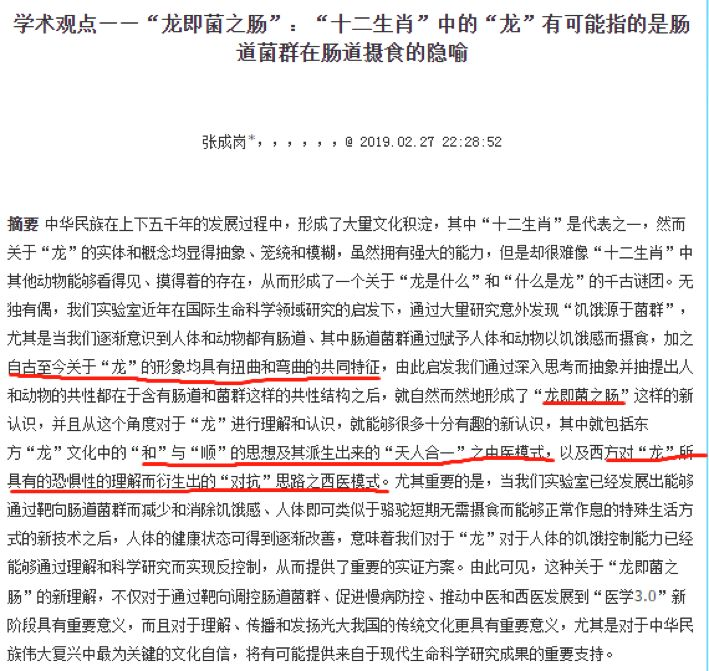 学术观点——“龙即菌之肠”：“十二生肖”中的“龙”有可能指的是肠
道菌群在肠道摄食的隐喻
张成岗*，，，，，，@ 2019.02.27 22:28:52
摘要 中华民族在上下五千年的发展过程中，形成了大量文化积淀，其中“十二生肖”是代表之一，然而
关于“龙”的实体和概念均显得抽象、笼统和模糊，虽然拥有强大的能力，但是却很难像“十二生肖”中
其他动物能够看得见、摸得着的存在，从而形成了一个关于“龙是什么”和“什么是龙”的千古谜团。无
独有偶，我们实验室近年在国际生命科学领域研究的启发下，通过大量研究意外发现“饥饿源于菌群”，
尤其是当我们逐渐意识到人体和动物都有肠道、其中肠道菌群通过赋予人体和动物以饥饿感而摄食，加之
自古至今关于“龙”的形象均具有扭曲和弯曲的共同特征，由此启发我们通过深入思考而抽象并抽提出人
和动物的共性都在于含有肠道和菌群这样的共性结构之后，就自然而然地形成了“龙即菌之肠”这样的新
认识，并且从这个角度对于“龙”进行理解和认识，就能够很多十分有趣的新认识，其中就包括东
方“龙”文化中的“和”与“顺”的思想及其派生出来的“天人合一”之中医模式，以及西方对“龙”所
具有的恐惧性的理解而衍生出的“对抗”思路之西医模式。尤其重要的是，当我们实验室已经发展出能够
通过靶向肠道菌群而减少和消除饥饿感、人体即可类似于骆驼短期无需摄食而能够正常作息的特殊生活方
式的新技术之后，人体的健康状态可得到逐渐改善，意味着我们对于“龙”对于人体的饥饿控制能力已经
能够通过理解和科学研究而实现反控制，从而提供了重要的实证方案。由此可见，这种关于“龙即菌之
肠”的新理解，不仅对于通过靶向调控肠道菌群、促进慢病防控、推动中医和西医发展到“医学3.0”新
阶段具有重要意义，而且对于理解、传播和发扬光大我国的传统文化更具有重要意义，尤其是对于中华民
族伟大复兴中最为关键的文化自信，将有可能提供来自于现代生命科学研究成果的重要支持。